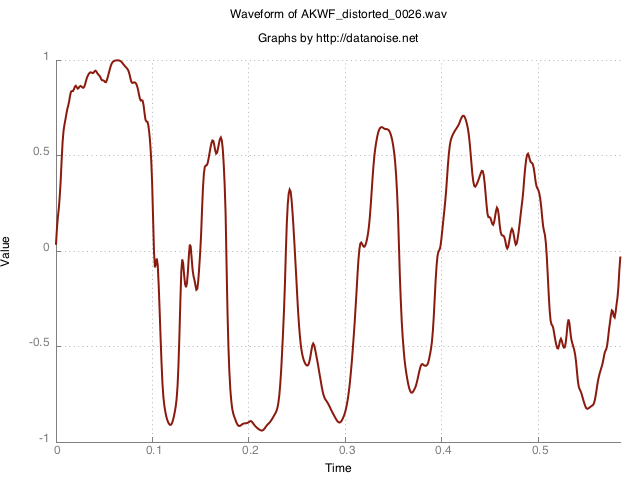 Waveform of AKWF_distorted_0026.wav
Graphs by http://datanoise.net
1
0.5
0
-0.5
-1
Value
0 0.1 0.2 0.3 0.4 0.5
Time